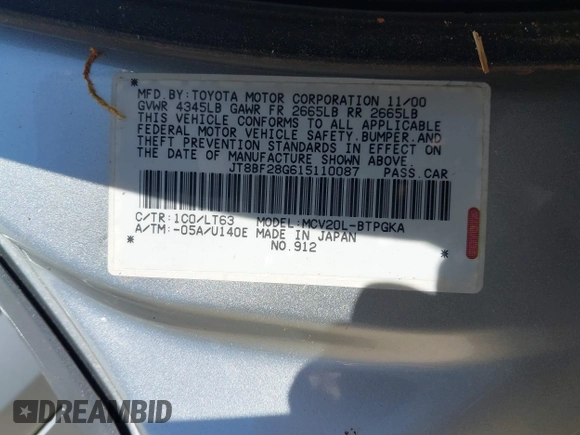 MFD. BY: TOYOTA MOTOR CORPORATION 11/00
GVWR 4345LB GAWR FR 2665LB RR 2665LB
THIS VEHICLE CONFORMS TO ALL APPLICABLE
FEDERAL MOTOR VEHICLE SAFETY, BUMPER, AND
THEFT PREVENTION STANDARDS IN EFFECT ON
THE DATE OF MANUFACTURE SHOWN ABOVE.
JT8BF28G615110087 PASS. CAR
C/TR: 1C0/LT63 MODEL: MCV20L-BTPGKA
A/TM: -05A/U140E MADE IN JAPAN
NO. 912
DREAMBID